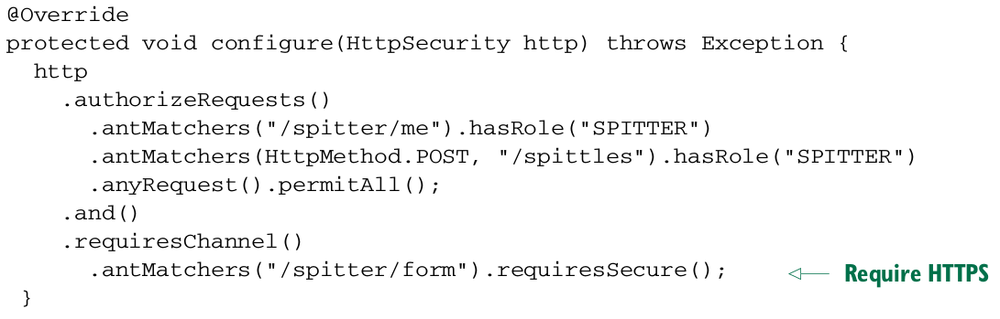 @Override
protected void configure(HttpSecurity http) throws Exception {
  http
    .authorizeRequests()
      .antMatchers("/spitter/me").hasRole("SPITTER")
      .antMatchers(HttpMethod.POST, "/spittles").hasRole("SPITTER")
      .anyRequest().permitAll();
    .and()
    .requiresChannel()
      .antMatchers("/spitter/form").requiresSecure(); Require HTTPS
 }